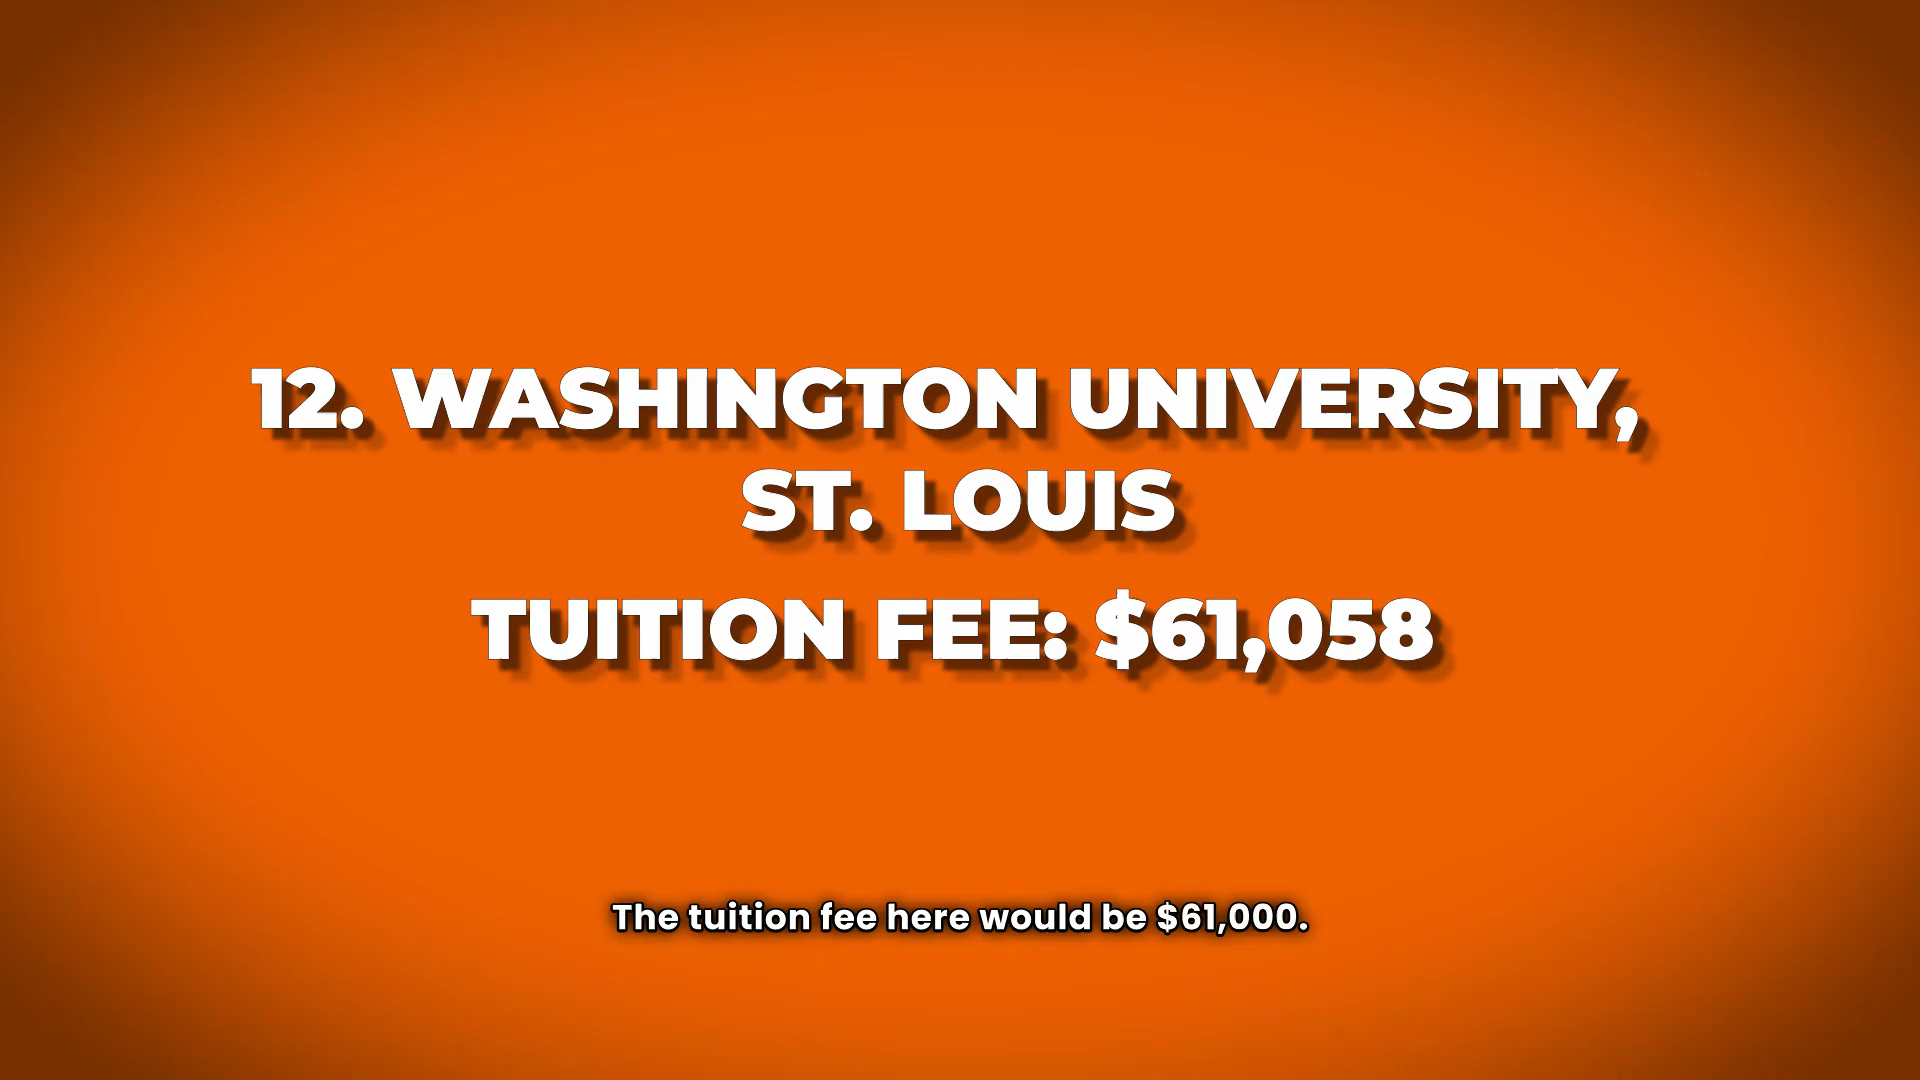 12. WASHINGTON UNIVERSITY,
ST. LOUIS
TUITION FEE: $61,058
The tuition fee here would be $61,000.